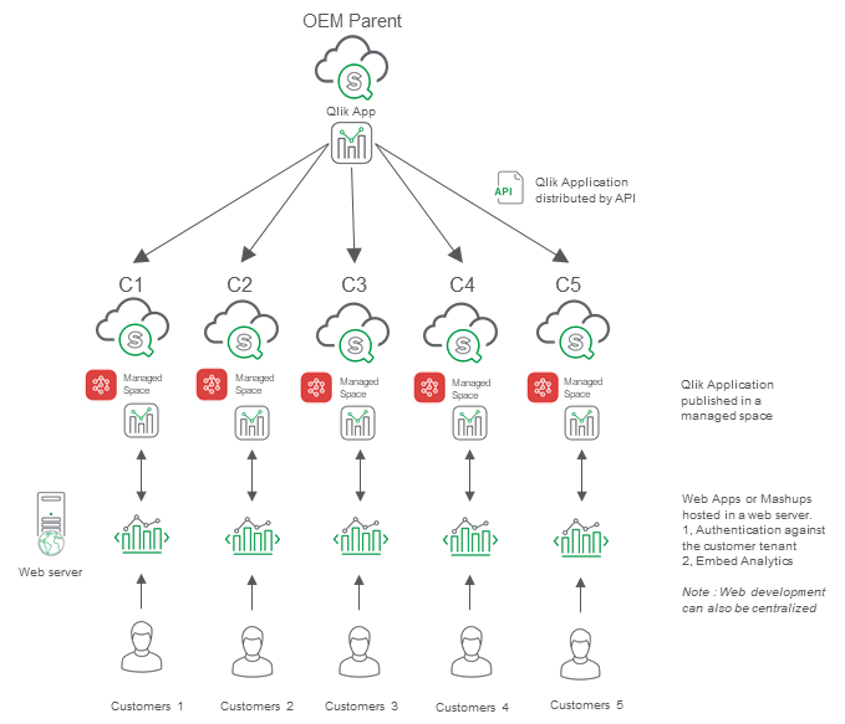 OEM Parent
S
Qlik App
API
Qlik Application
distributed by API
C1
C2
C3
C4
C5
S
S
S
S
S
Managed
Space
Managed
Space
Managed
Space
Managed
Space
Managed
Space
Qlik Application
published in a
managed space
Web server
Web Apps or Mashups
hosted in a web server.
1, Authentication against
the customer tenant
2, Embed Analytics
Note : Web development
can also be centralized
Customers 1
Customers 2
Customers 3
Customers 4
Customers 5